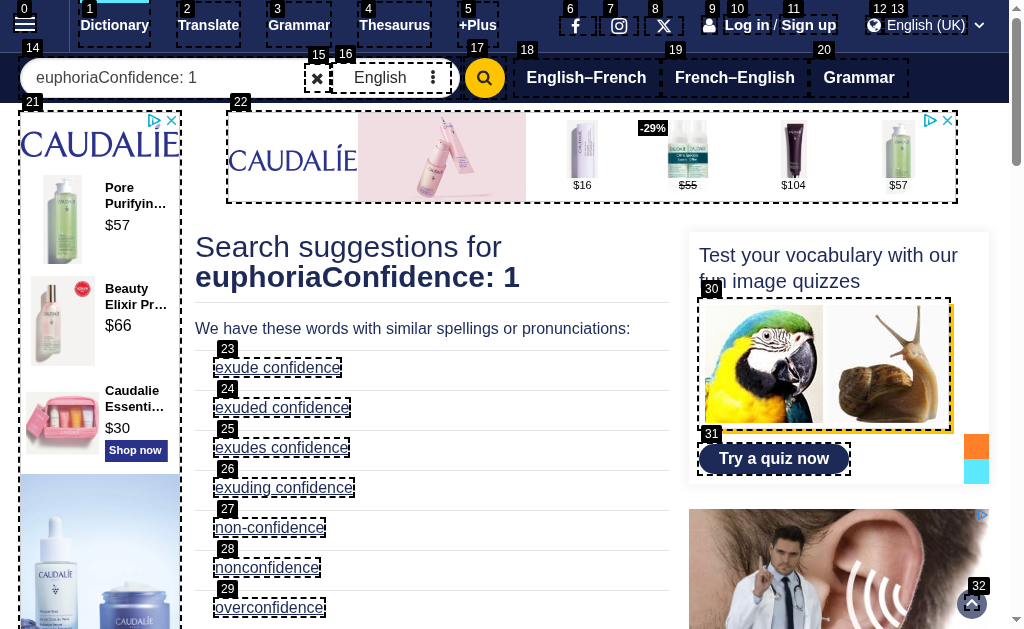 0 1 2 3 4 5 6 7 8 9 10 11 12 13
Dictionary Translate Grammar Thesaurus +Plus Log in / Sign up English (UK)
14 15 16 17 18 19 20
euphoriaConfidence: 1 English English–French French–English Grammar
21 22
CAUDALÍE
Pore
Purifyin...
$57
Beauty
Elixir Pr...
$66
Caudalie
Essenti...
$30
Shop now
CAUDALÍE
CAUDALÍE
CAUDALÍE
-29%
$16 $55 $104 $57
Search suggestions for
euphoriaConfidence: 1
We have these words with similar spellings or pronunciations:
23
exude confidence
24
exuded confidence
25
exudes confidence
26
exuding confidence
27
non-confidence
28
nonconfidence
29
overconfidence
Test your vocabulary with our
fun image quizzes
30
31
Try a quiz now
32